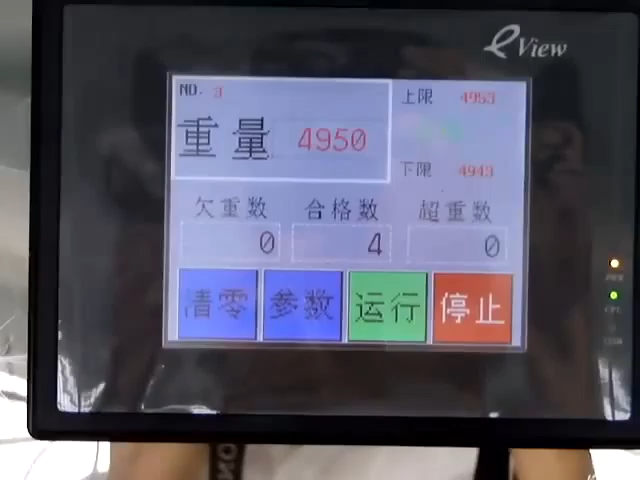 eView
NO. 3
上限 4953
重量 4950
下限 4943
欠重数 合格数 超重数
0 4 0
清零 参数 运行 停止